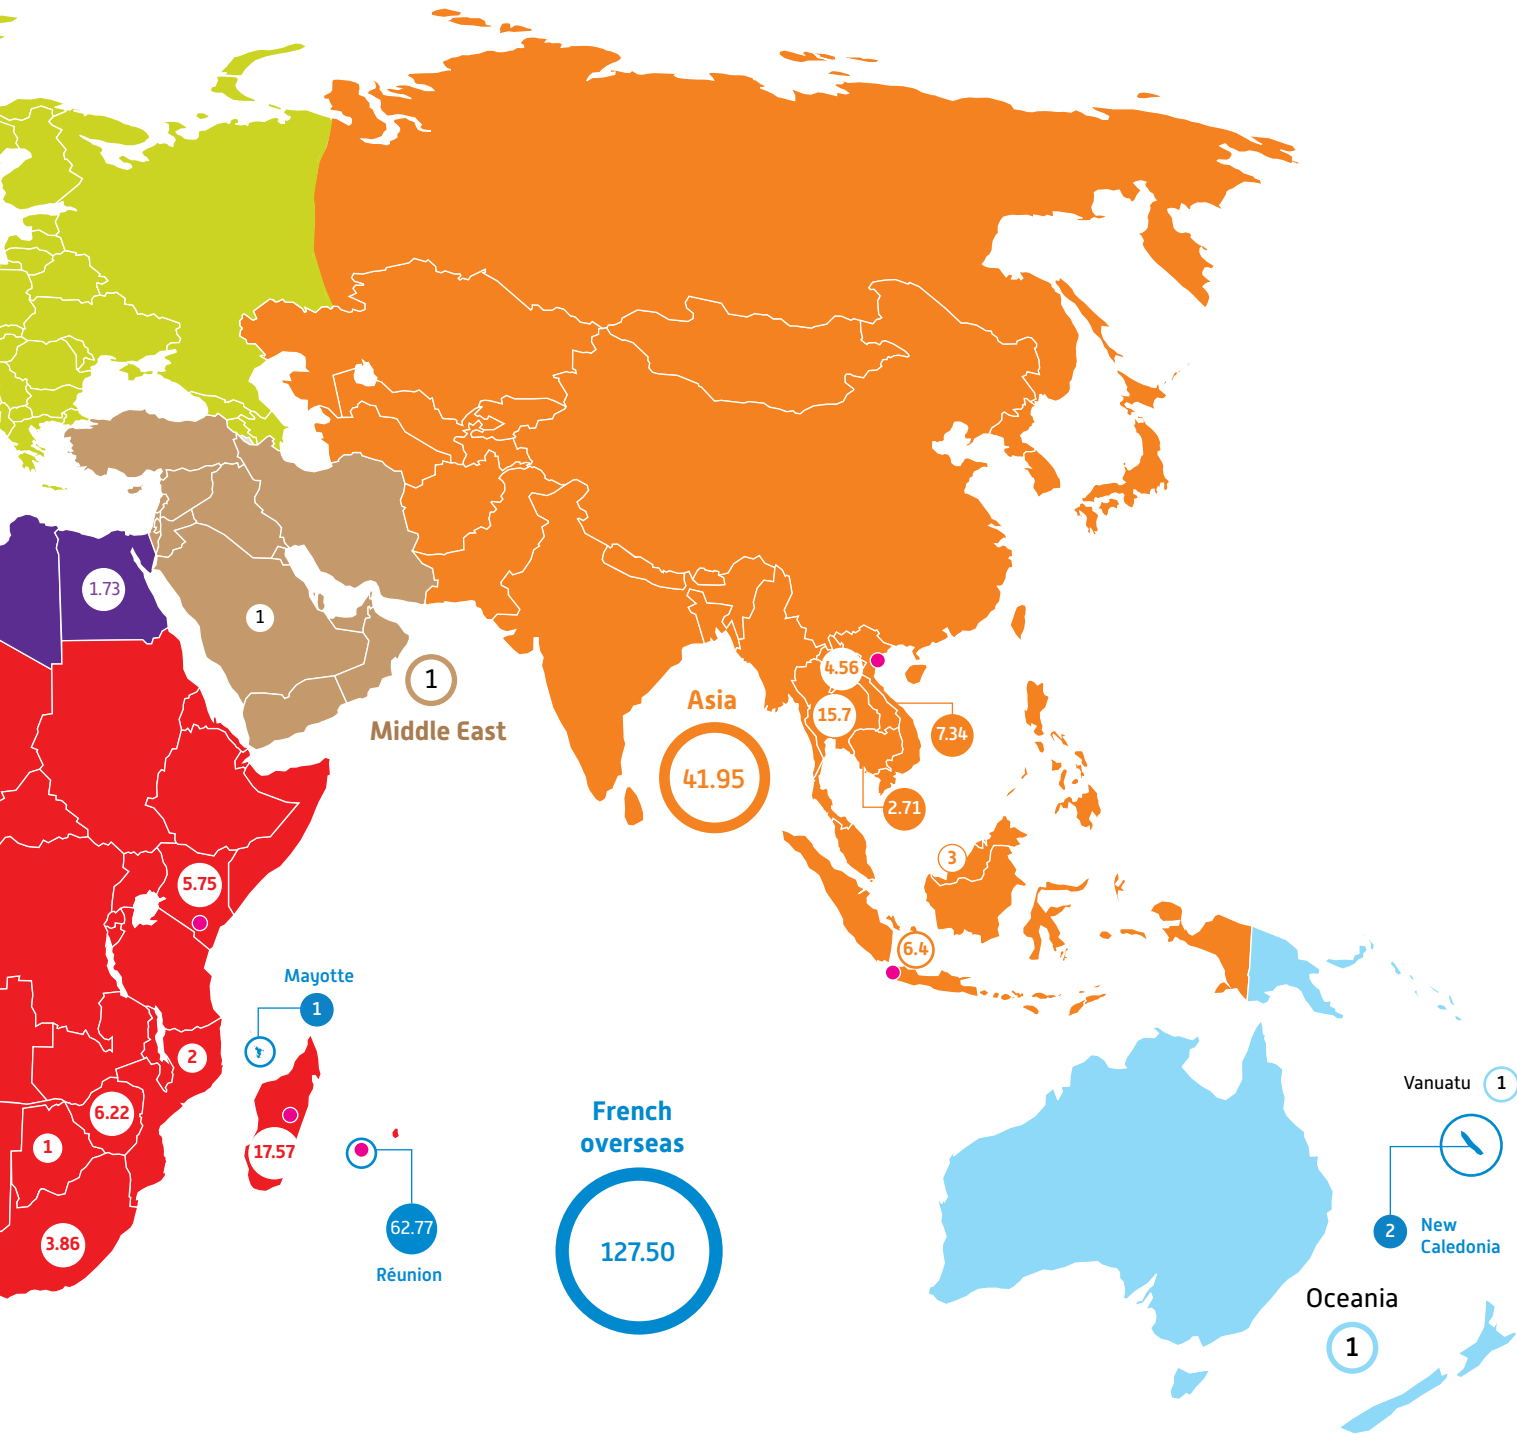 1.73
1
1
Middle East
Asia
41.95
4.56
15.7
7.34
2.71
3
6.4
5.75
Mayotte
1
2
6.22
1
17.57
3.86
62.77
Réunion
French
overseas
127.50
Vanuatu 1
2
New
Caledonia
Oceania
1